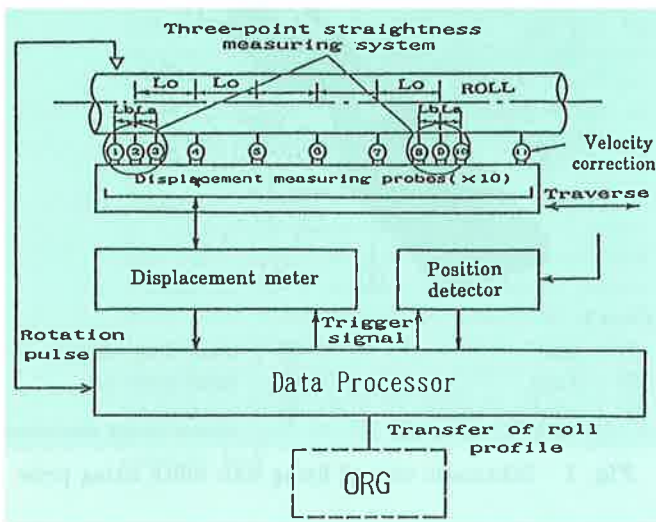 Three-point straightness
measuring system
Lo Lo Lo ROLL
Lb La Lb La
1 2 3 4 5 6 7 8 9 10 11
Velocity
correction
Displacement measuring probes(×10)
Traverse
Displacement meter
Position
detector
Rotation
pulse
Trigger
signal
Data Processor
Transfer of roll
profile
ORG